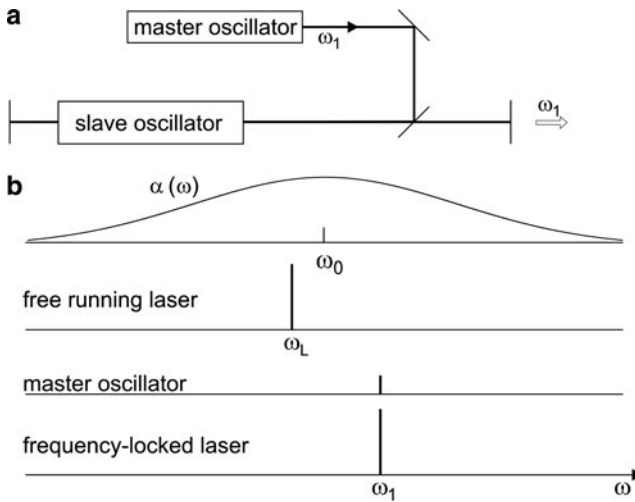 a
master oscillator
ω1
slave oscillator
ω1
b
α (ω)
ω0
free running laser
ωL
master oscillator
frequency-locked laser
ω1
ω